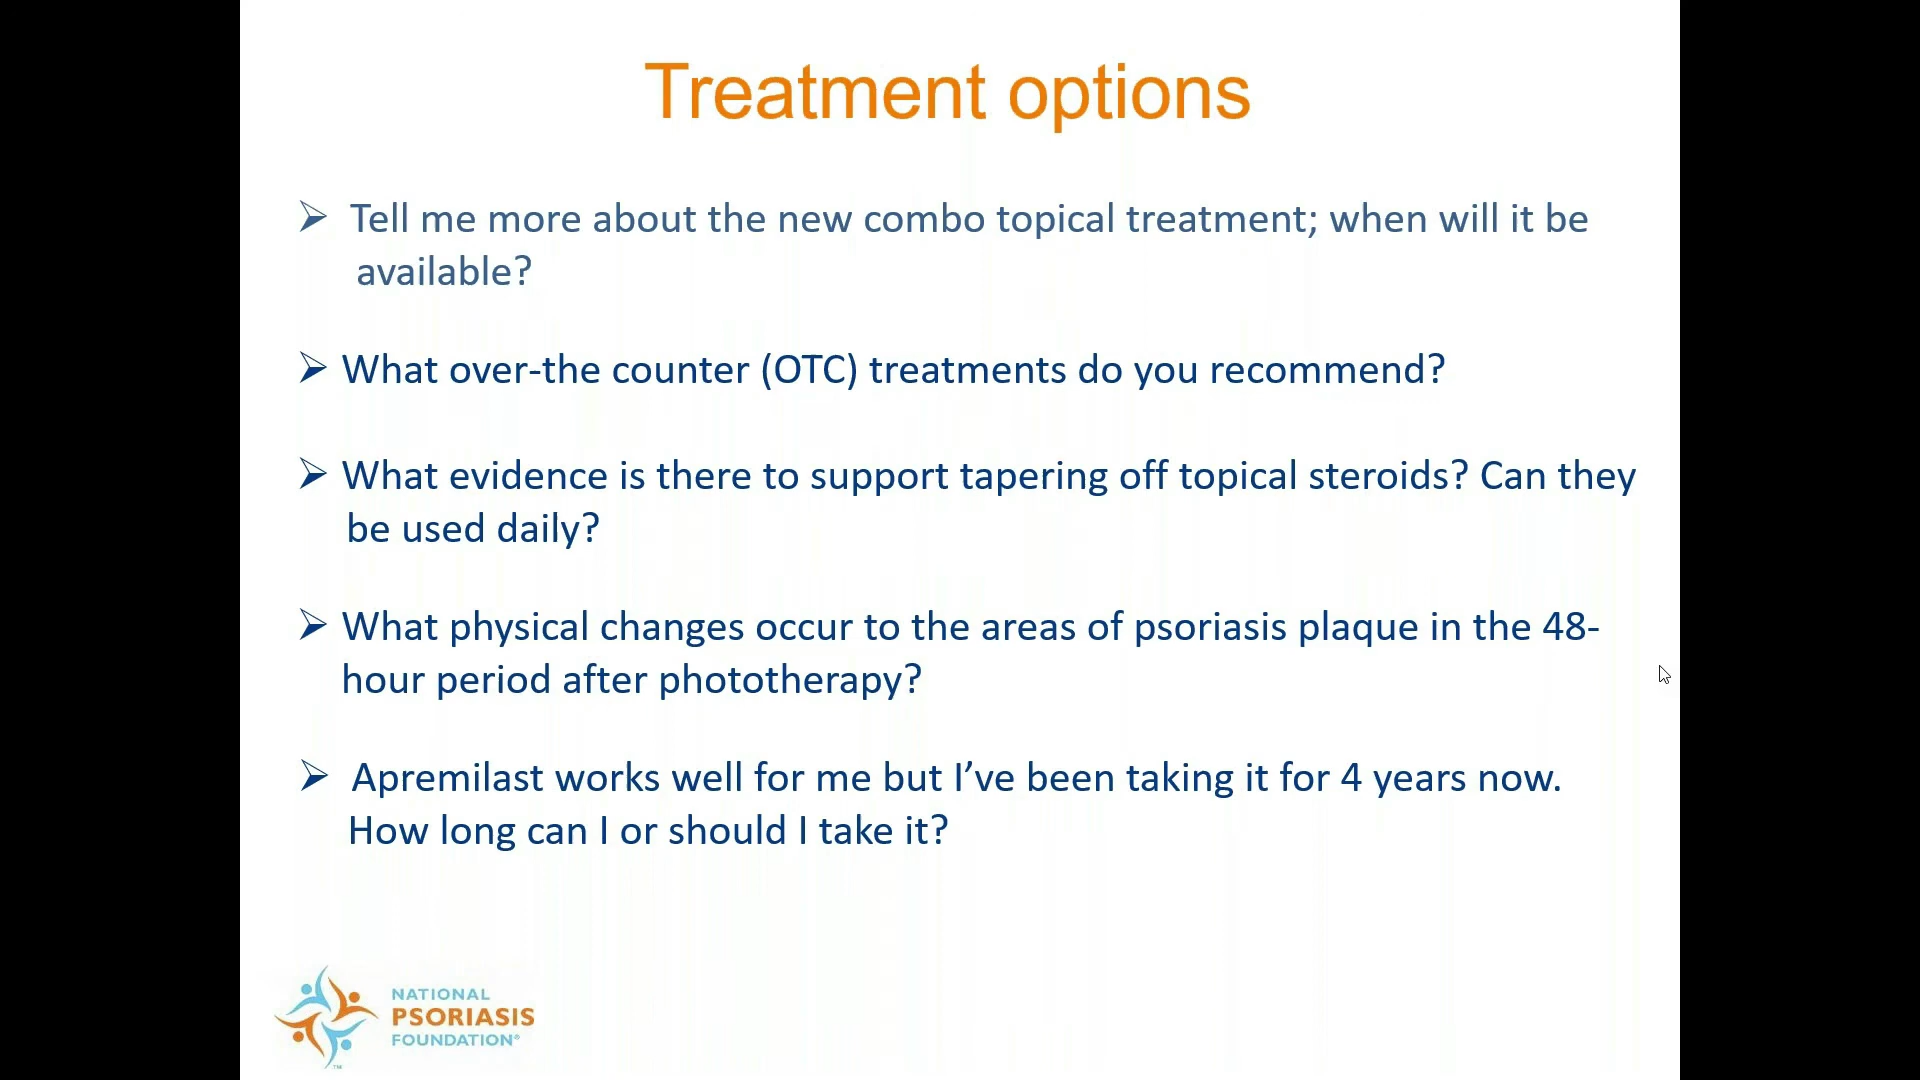 Treatment options
➢ Tell me more about the new combo topical treatment; when will it be
available?
➢ What over-the counter (OTC) treatments do you recommend?
➢ What evidence is there to support tapering off topical steroids? Can they
be used daily?
➢ What physical changes occur to the areas of psoriasis plaque in the 48-
hour period after phototherapy?
➢ Apremilast works well for me but I’ve been taking it for 4 years now.
How long can I or should I take it?
NATIONAL
PSORIASIS
FOUNDATION®
™